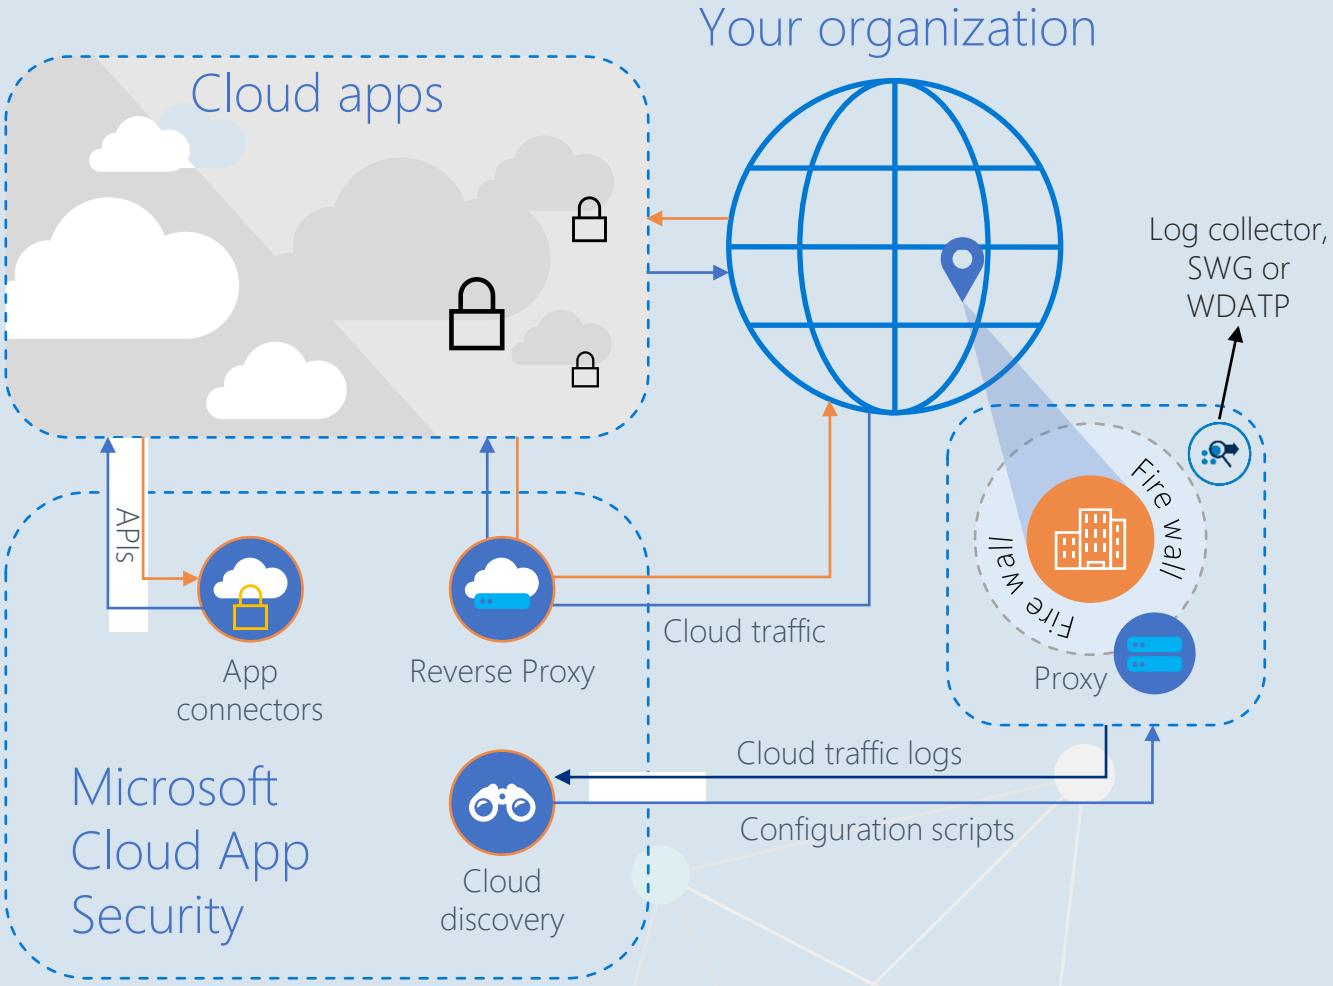 Your organization
Cloud apps
Log collector,
SWG or
WDATP
Fire wall
Fire wall
APIs
Cloud traffic
App
connectors
Reverse Proxy
Proxy
Cloud traffic logs
Configuration scripts
Microsoft
Cloud App
Security
Cloud
discovery